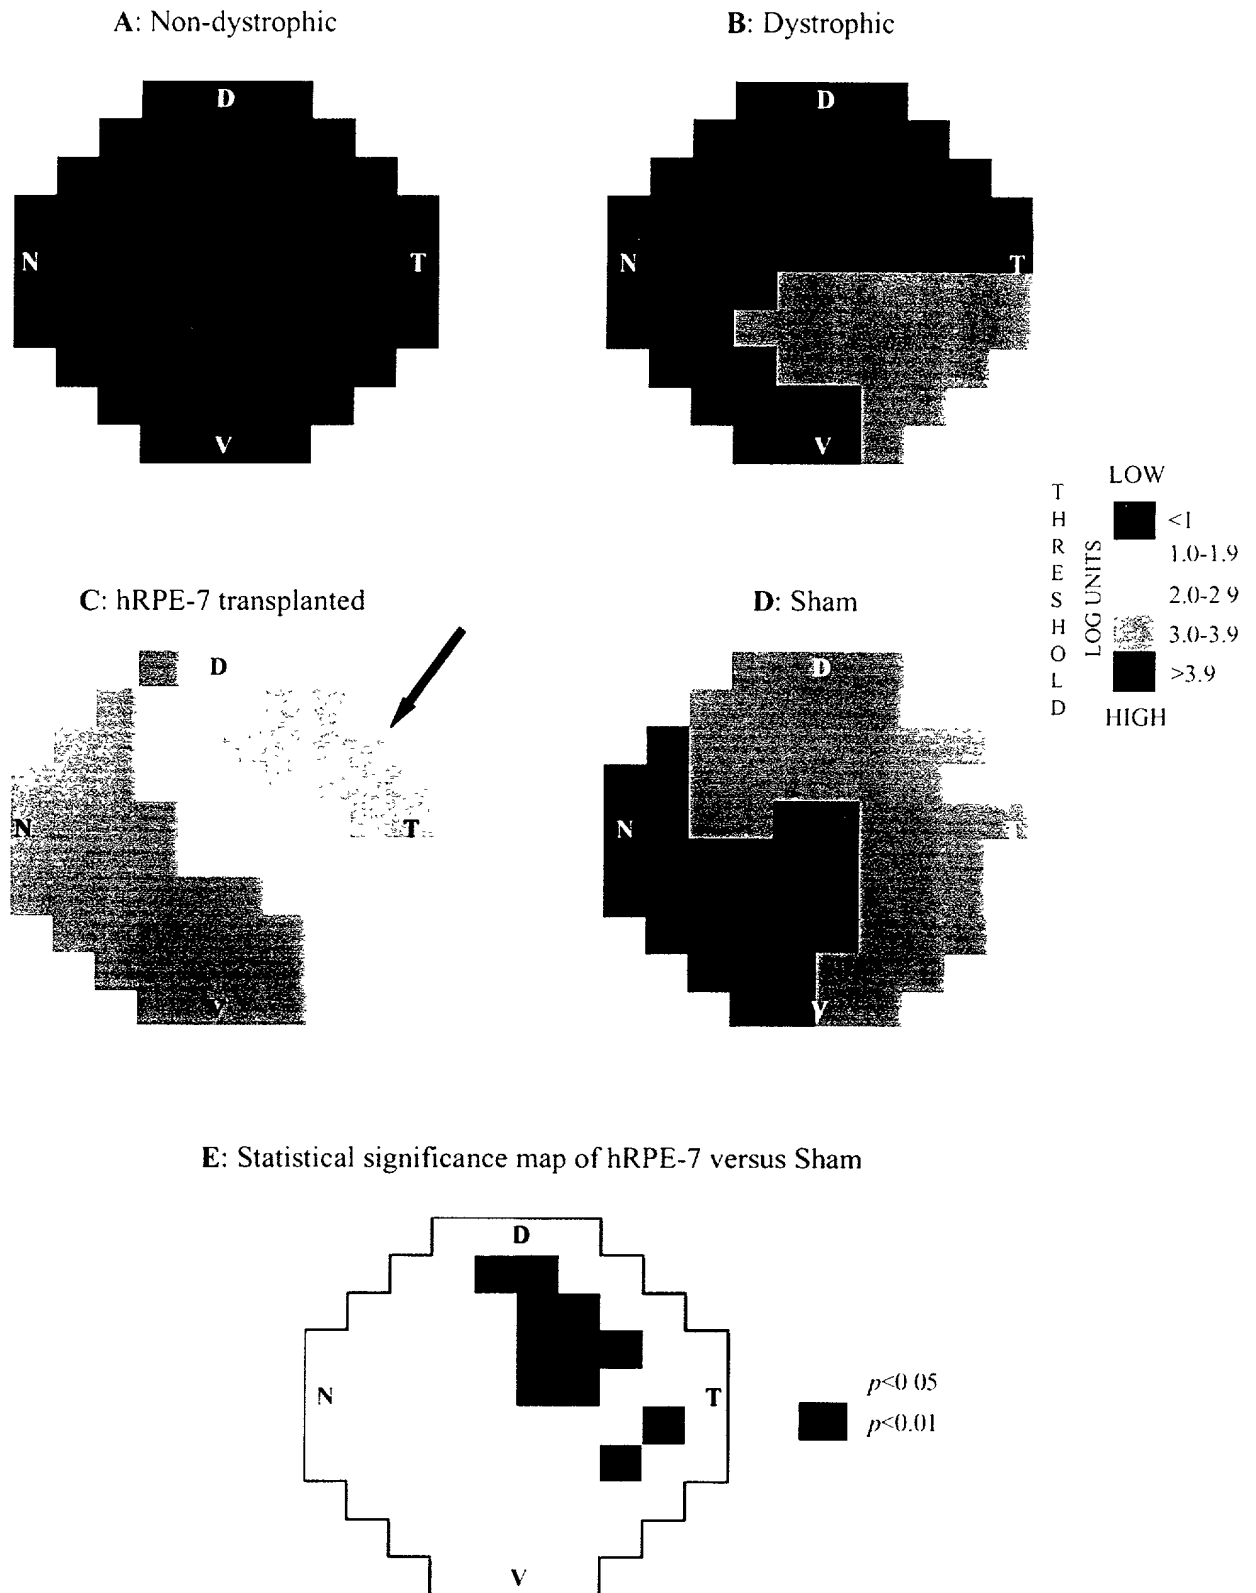 A: Non-dystrophic
B: Dystrophic
D
N
T
V
D
N
T
V
THRESHOLD
LOG UNITS
LOW
<1
1.0-1.9
2.0-2 9
3.0-3.9
>3.9
HIGH
C: hRPE-7 transplanted
D: Sham
D
N
T
V
D
N
T
V
E: Statistical significance map of hRPE-7 versus Sham
D
N
T
V
p<0 05
p<0.01